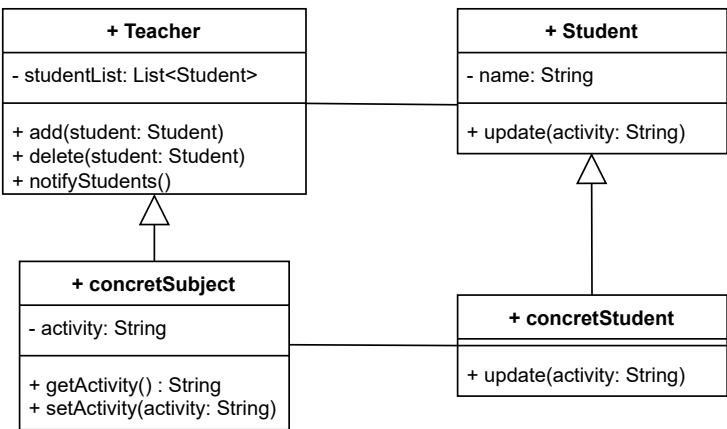 + Teacher
- studentList: List<Student>
+ add(student: Student)
+ delete(student: Student)
+ notifyStudents()
+ Student
- name: String
+ update(activity: String)
+ concretSubject
- activity: String
+ getActivity() : String
+ setActivity(activity: String)
+ concretStudent
+ update(activity: String)